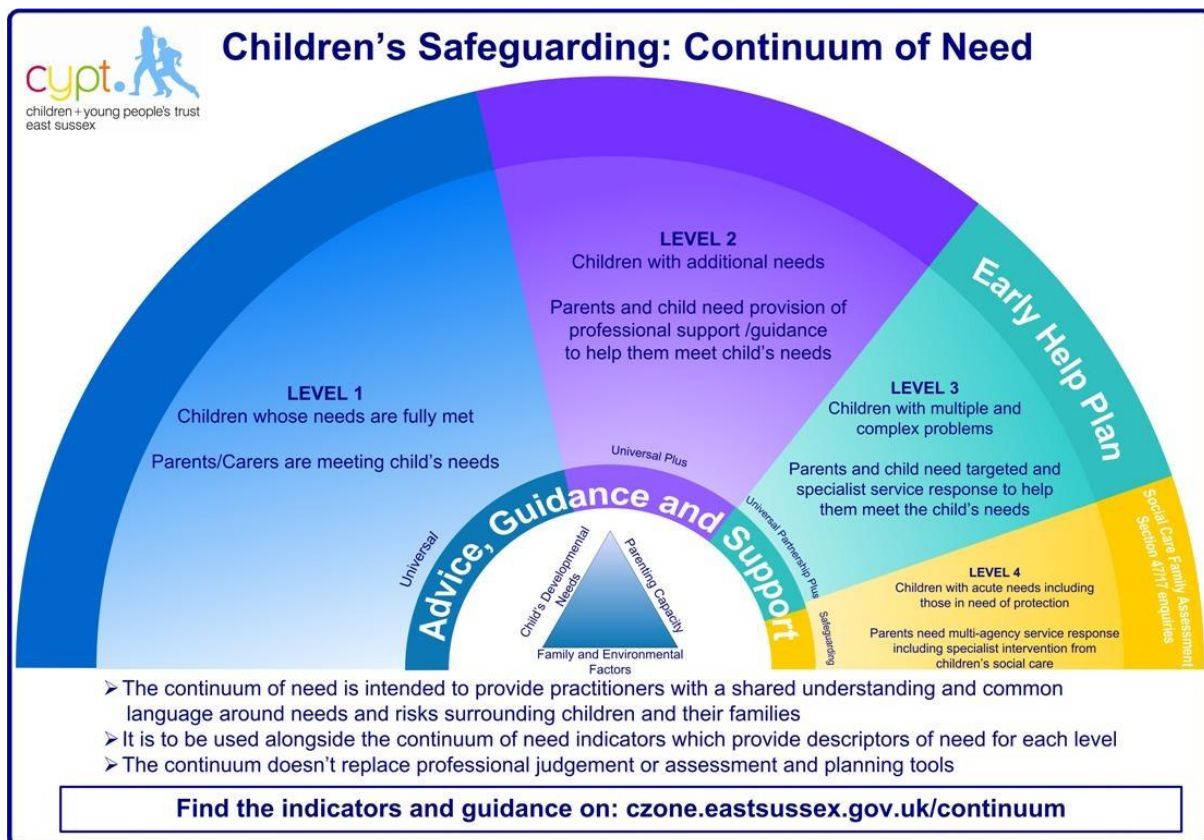 Children's Safeguarding: Continuum of Need
cypt.
children + young people's trust
east sussex
LEVEL 1
Children whose needs are fully met
Parents/Carers are meeting child's needs
LEVEL 2
Children with additional needs
Parents and child need provision of
professional support /guidance
to help them meet child's needs
Early Help Plan
LEVEL 3
Children with multiple and
complex problems
Parents and child need targeted and
specialist service response to help
them meet the child's needs
Social Care Family Assessment
Section 47/17 enquiries
LEVEL 4
Children with acute needs including
those in need of protection
Parents need multi-agency service response
including specialist intervention from
children's social care
Universal
Universal Plus
Universal Partnership Plus
Safeguarding
Advice, Guidance and Support
Child's Developmental
Needs
Parenting Capacity
Family and Environmental
Factors
➢ The continuum of need is intended to provide practitioners with a shared understanding and common
language around needs and risks surrounding children and their families
➢ It is to be used alongside the continuum of need indicators which provide descriptors of need for each level
➢ The continuum doesn't replace professional judgement or assessment and planning tools
Find the indicators and guidance on: czone.eastsussex.gov.uk/continuum